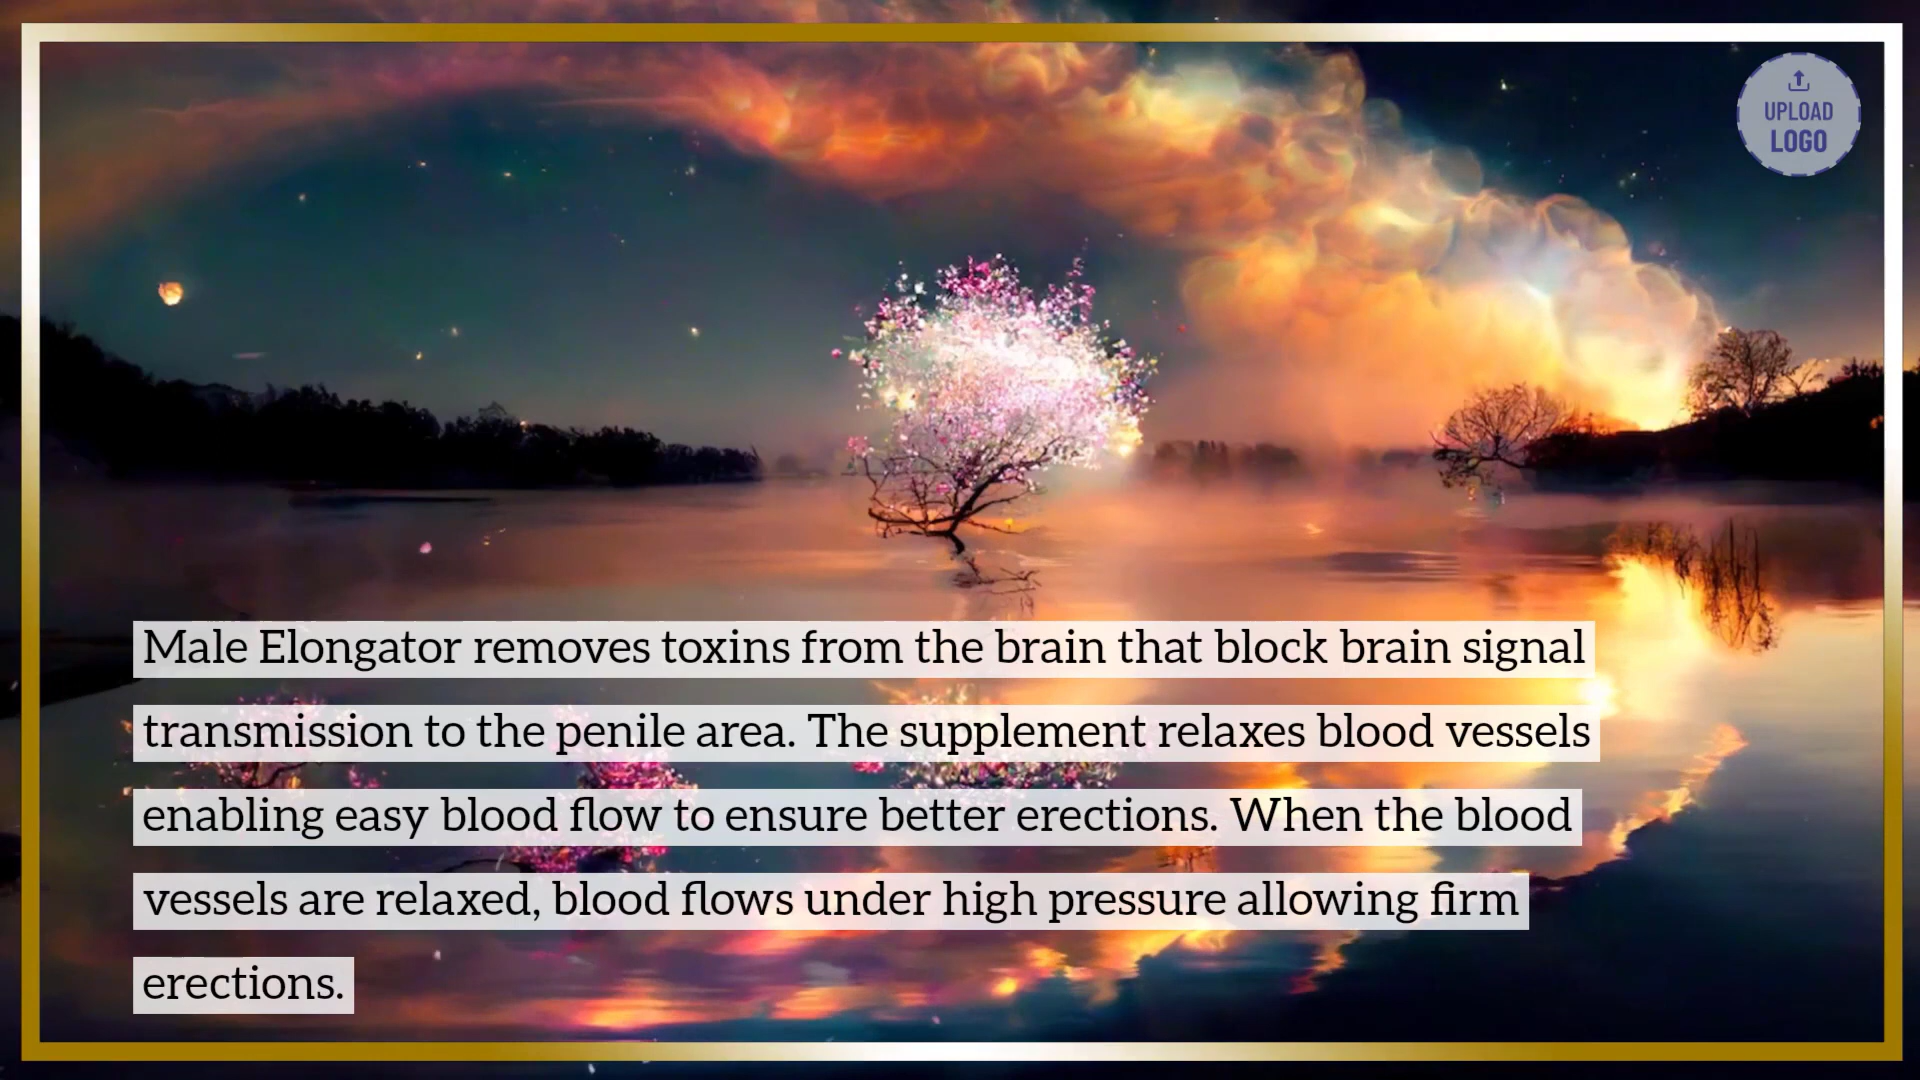 UPLOAD
LOGO
Male Elongator removes toxins from the brain that block brain signal
transmission to the penile area. The supplement relaxes blood vessels
enabling easy blood flow to ensure better erections. When the blood
vessels are relaxed, blood flows under high pressure allowing firm
erections.